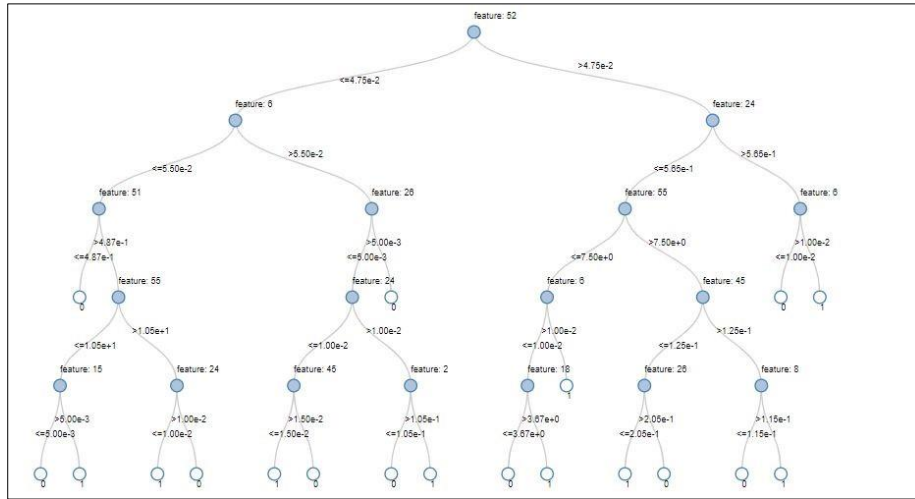 feature: 52
<=4.75e-2
>4.75e-2
feature: 6
feature: 24
<=5.50e-2
>5.50e-2
<=5.65e-1
>5.65e-1
feature: 51
feature: 26
feature: 55
feature: 6
>4.87e-1
<=4.87e-1
>5.00e-3
<=5.00e-3
<=7.50e+0
>7.50e+0
>1.00e-2
<=1.00e-2
0
feature: 55
feature: 24
0
feature: 6
feature: 45
0
1
<=1.05e+1
>1.05e+1
<=1.00e-2
>1.00e-2
>1.00e-2
<=1.00e-2
<=1.25e-1
>1.25e-1
feature: 15
feature: 24
feature: 45
feature: 2
feature: 18
1
feature: 26
feature: 8
>5.00e-3
<=5.00e-3
>1.00e-2
<=1.00e-2
>1.50e-2
<=1.50e-2
>1.05e-1
<=1.05e-1
>3.67e+0
<=3.67e+0
>2.05e-1
<=2.05e-1
>1.15e-1
<=1.15e-1
0 1 1 0 1 0 0 1 0 1 1 0 0 1